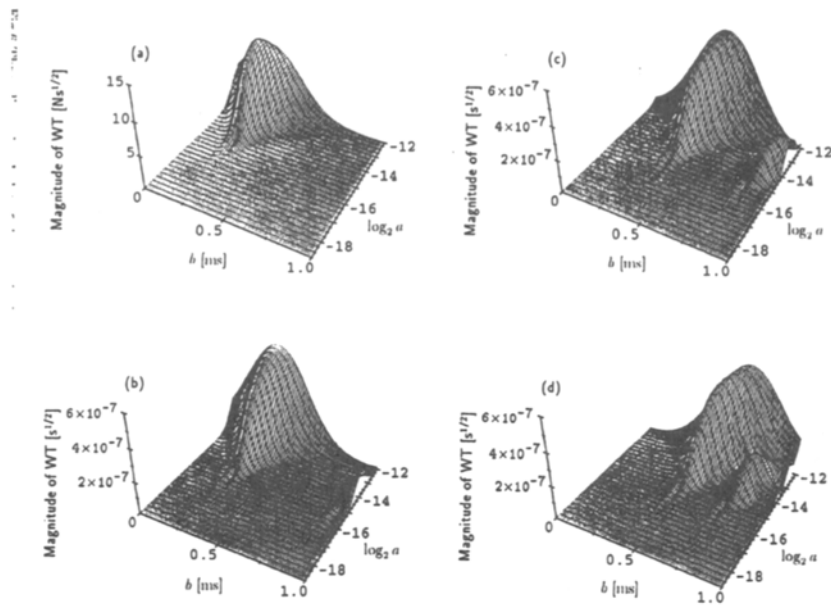 (a)
Magnitude of WT [Ns^{1/2}]
15
10
5
0
0.5
1.0
b [ms]
-12
-14
-16
-18
log₂ a
(c)
Magnitude of WT [s^{1/2}]
6×10⁻⁷
4×10⁻⁷
2×10⁻⁷
0
0.5
1.0
b [ms]
-12
-14
-16
-18
log₂ a
(b)
Magnitude of WT [s^{1/2}]
6×10⁻⁷
4×10⁻⁷
2×10⁻⁷
0
0.5
1.0
b [ms]
-12
-14
-16
-18
log₂ a
(d)
Magnitude of WT [s^{1/2}]
6×10⁻⁷
4×10⁻⁷
2×10⁻⁷
0
0.5
1.0
b [ms]
-12
-14
-16
-18
log₂ a